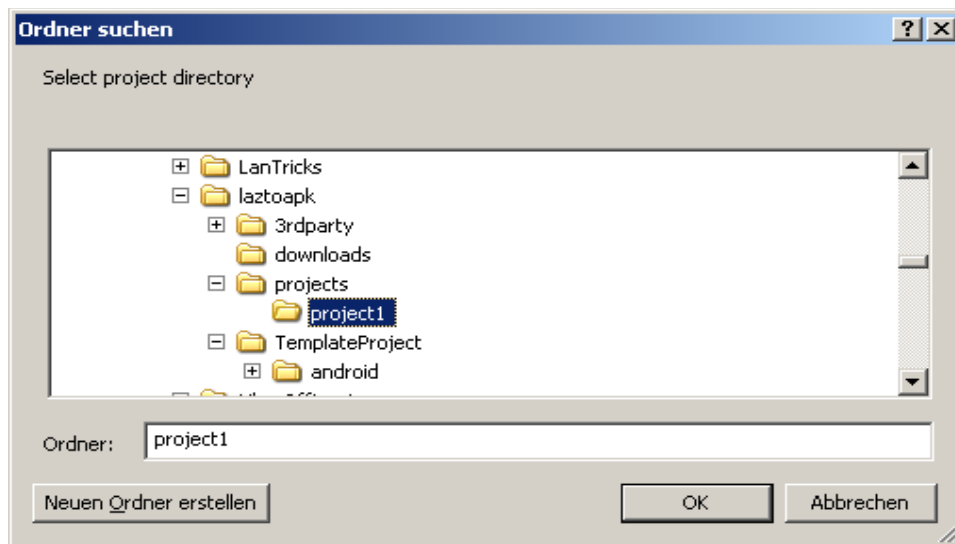 Ordner suchen
Select project directory
LanTricks
laztoapk
3rdparty
downloads
projects
project1
TemplateProject
android
Ordner: project1
Neuen Ordner erstellen OK Abbrechen